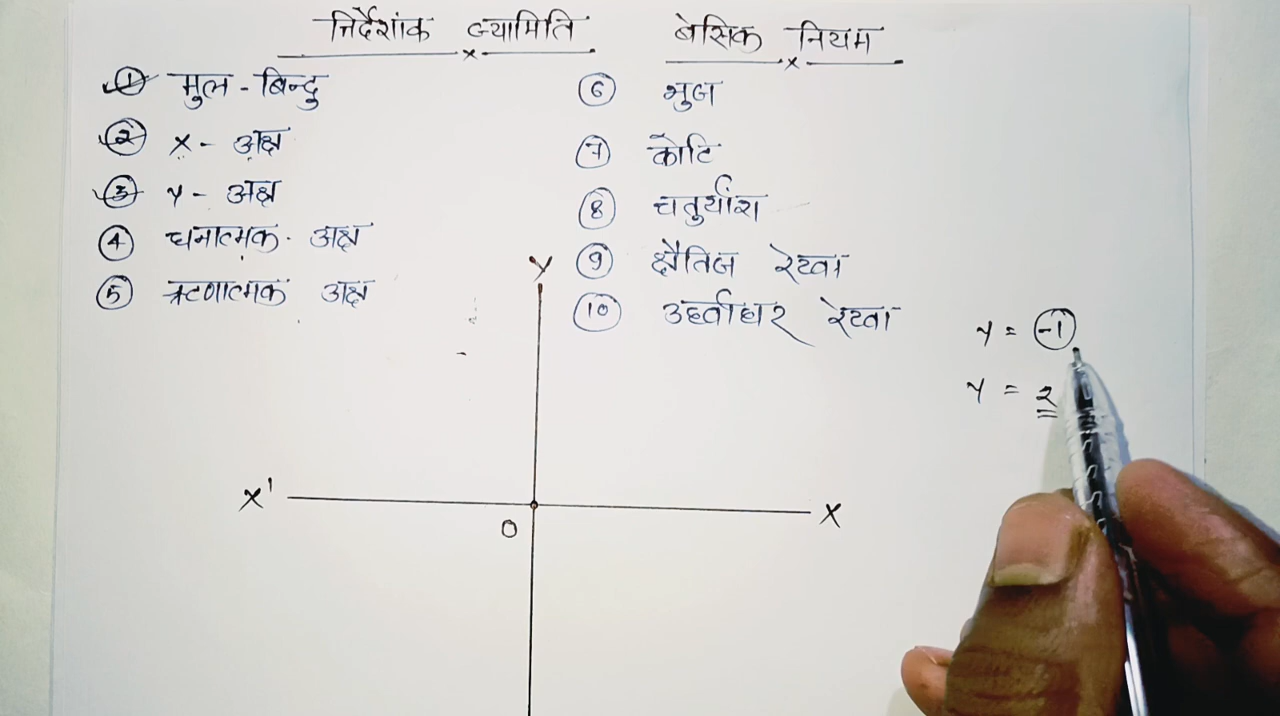 निर्देशांक ज्यामिति बेसिक नियम
① मुल-बिन्दु
② x- अक्ष
③ y- अक्ष
④ धनात्मक- अक्ष
⑤ ऋणात्मक अक्ष
⑥ भुज
⑦ कोटि
⑧ चतुर्थांश
⑨ क्षैतिज रेखा
⑩ उर्ध्वाधर रेखा
y = -1
y = 2
Y
X'
X
O